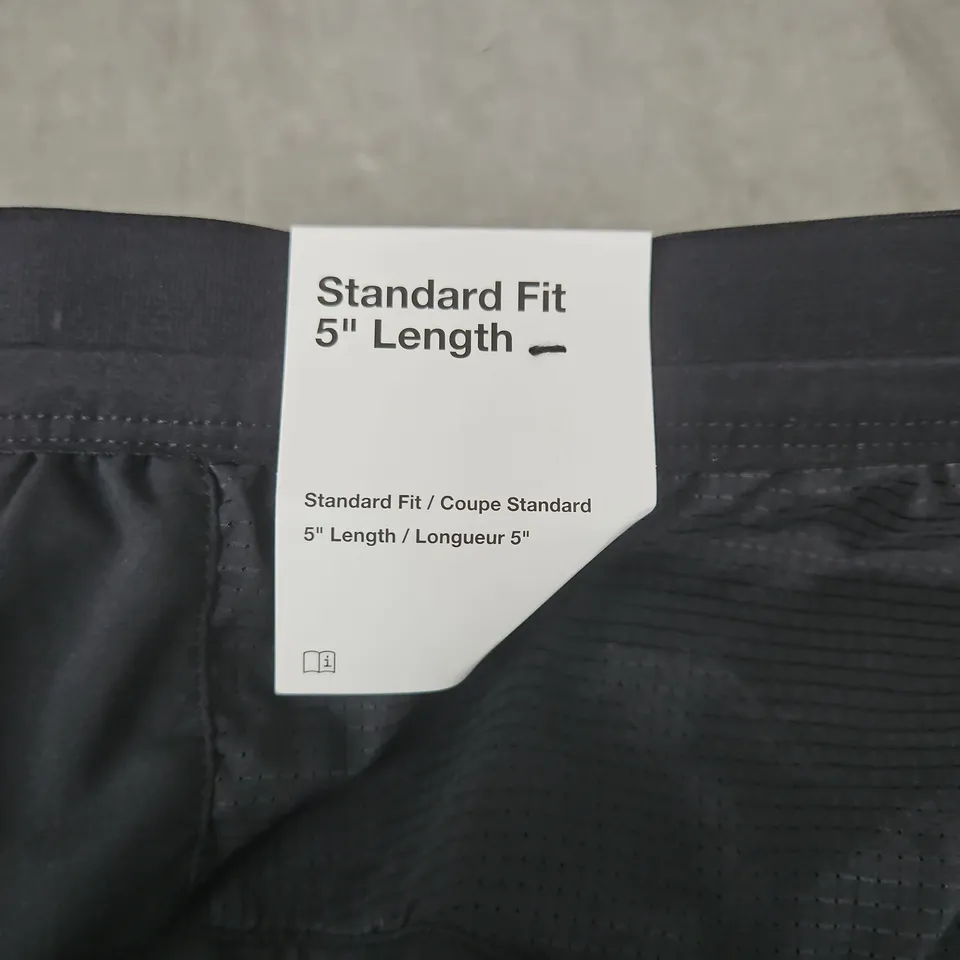 Standard Fit
5" Length
Standard Fit / Coupe Standard
5" Length / Longueur 5"
i